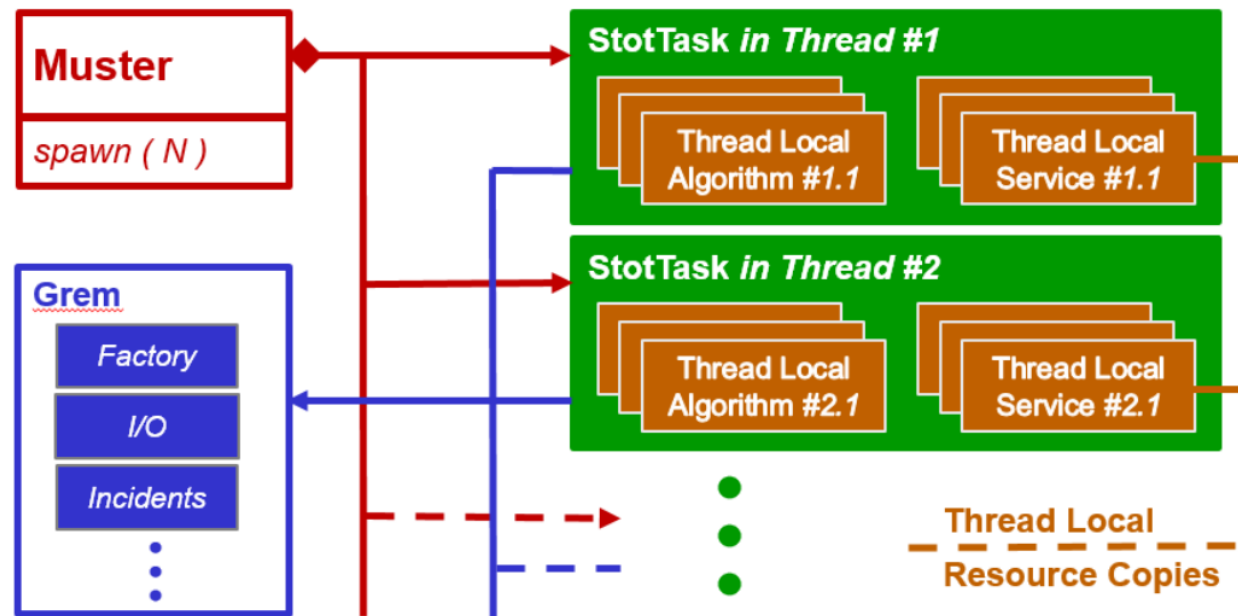 Muster
spawn ( N )
Grem
Factory
I/O
Incidents
StotTask in Thread #1
Thread Local
Algorithm #1.1
Thread Local
Service #1.1
StotTask in Thread #2
Thread Local
Algorithm #2.1
Thread Local
Service #2.1
Thread Local
Resource Copies